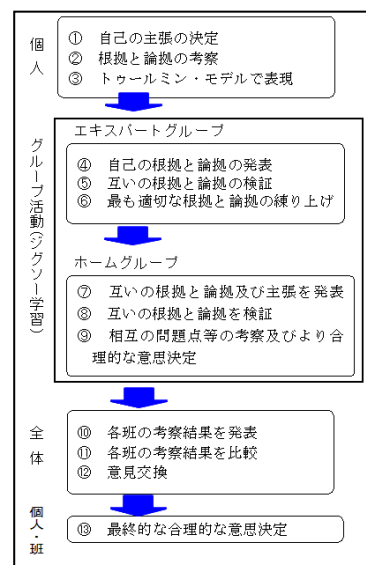 個人
① 自己の主張の決定
② 根拠と論拠の考察
③ トゥールミン・モデルで表現
グループ活動(ジグソー学習)
エキスパートグループ
④ 自己の根拠と論拠の発表
⑤ 互いの根拠と論拠の検証
⑥ 最も適切な根拠と論拠の練り上げ
ホームグループ
⑦ 互いの根拠と論拠及び主張を発表
⑧ 互いの根拠と論拠を検証
⑨ 相互の問題点等の考察及びより合
理的な意思決定
全体
⑩ 各班の考察結果を発表
⑪ 各班の考察結果を比較
⑫ 意見交換
個人・班
⑬ 最終的な合理的な意思決定